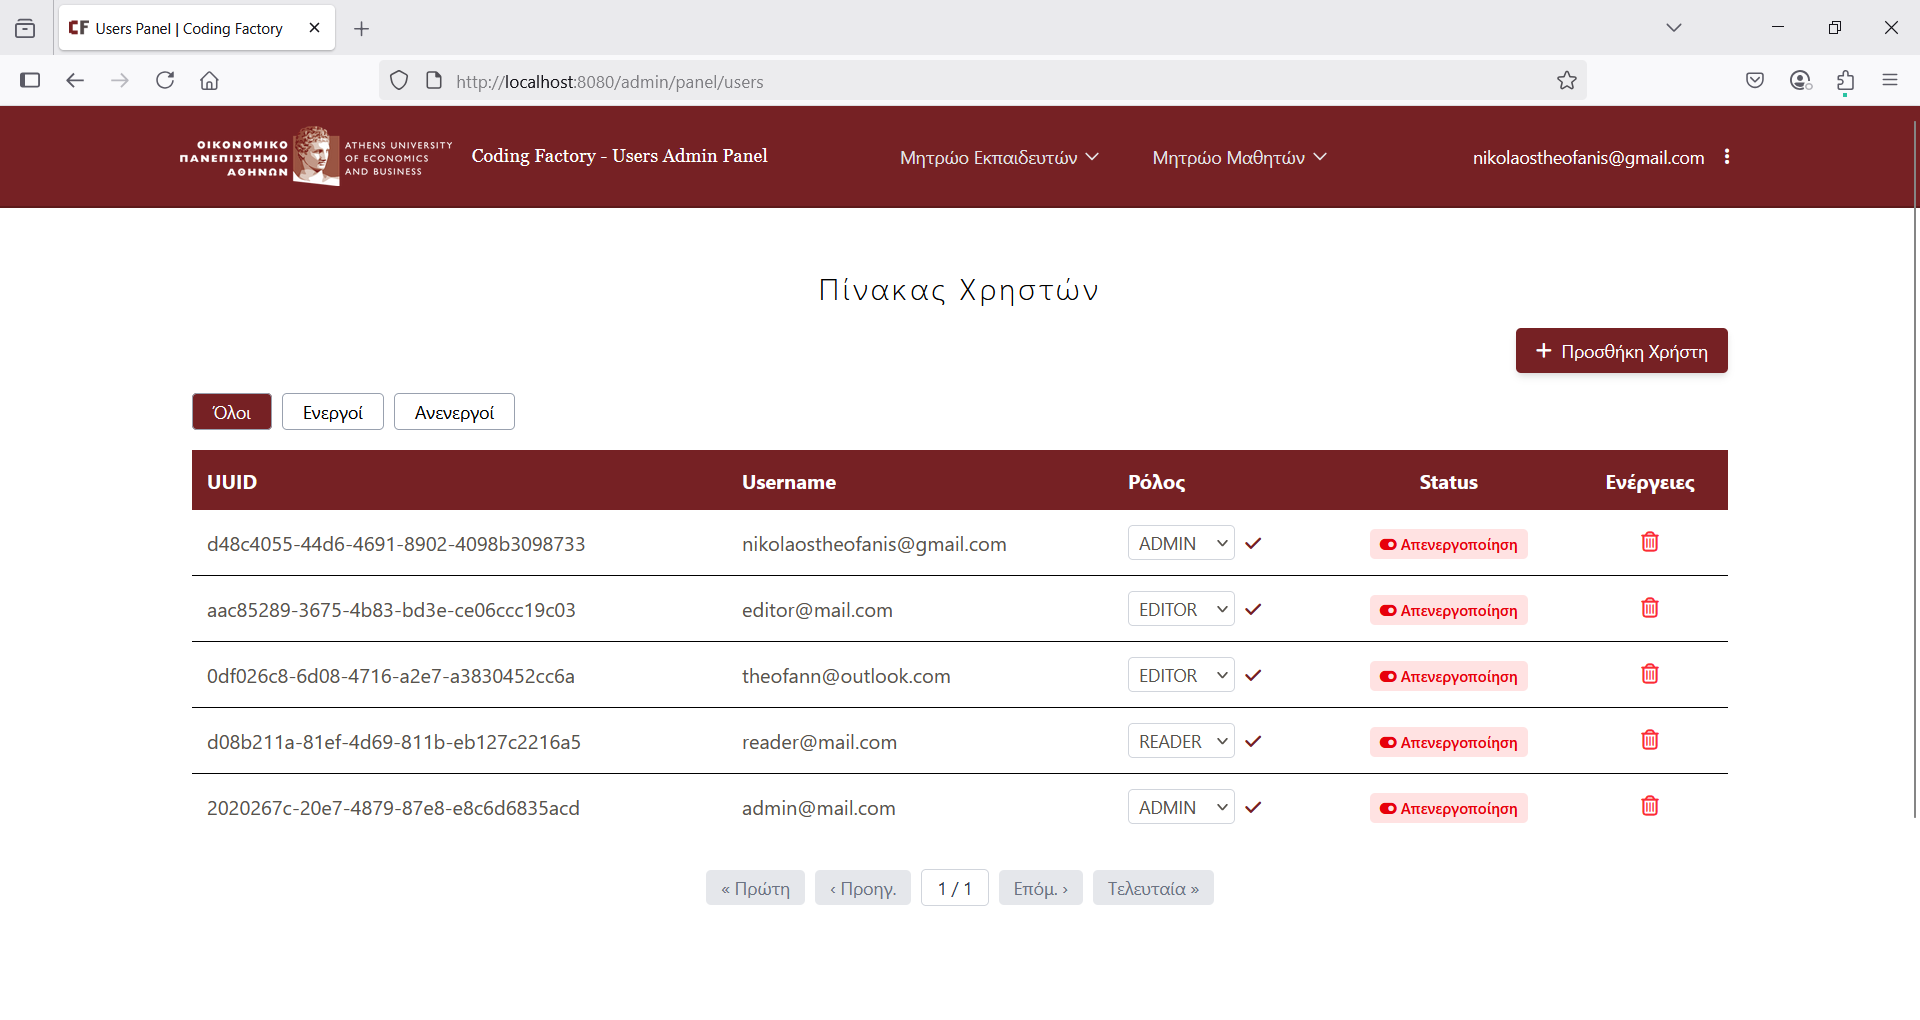 CF Users Panel | Coding Factory
http://localhost:8080/admin/panel/users
ΟΙΚΟΝΟΜΙΚΟ
ΠΑΝΕΠΙΣΤΗΜΙΟ
ΑΘΗΝΩΝ
ATHENS UNIVERSITY
OF ECONOMICS
AND BUSINESS
Coding Factory - Users Admin Panel
Μητρώο Εκπαιδευτών
Μητρώο Μαθητών
nikolaostheofanis@gmail.com
Πίνακας Χρηστών
+ Προσθήκη Χρήστη
Όλοι Ενεργοί Ανενεργοί
UUID Username Ρόλος Status Ενέργειες
d48c4055-44d6-4691-8902-4098b3098733 nikolaostheofanis@gmail.com ADMIN Απενεργοποίηση
aac85289-3675-4b83-bd3e-ce06ccc19c03 editor@mail.com EDITOR Απενεργοποίηση
0df026c8-6d08-4716-a2e7-a3830452cc6a theofann@outlook.com EDITOR Απενεργοποίηση
d08b211a-81ef-4d69-811b-eb127c2216a5 reader@mail.com READER Απενεργοποίηση
2020267c-20e7-4879-87e8-e8c6d6835acd admin@mail.com ADMIN Απενεργοποίηση
« Πρώτη ‹ Προηγ. 1 / 1 Επόμ. › Τελευταία »